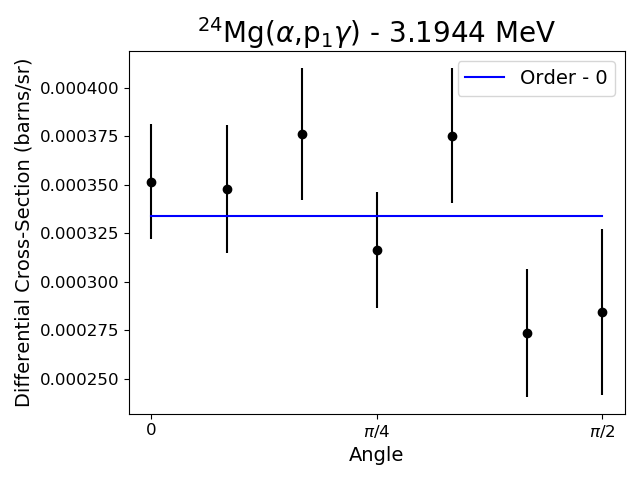 ²⁴Mg(α,p₁γ) - 3.1944 MeV
Order - 0
Differential Cross-Section (barns/sr)
0.000400
0.000375
0.000350
0.000325
0.000300
0.000275
0.000250
0
π/4
π/2
Angle